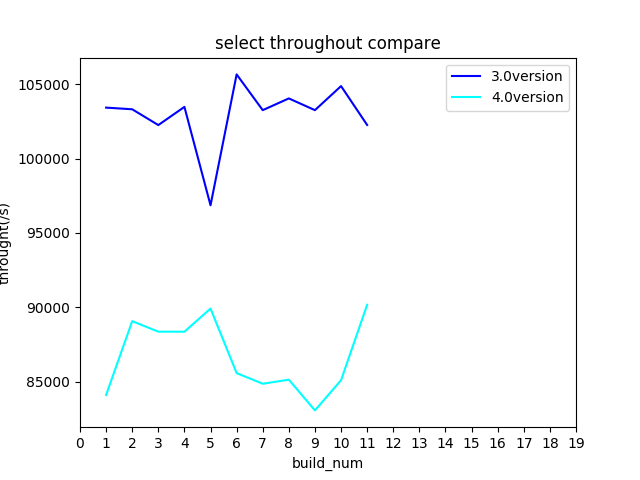 select throughout compare
3.0version
4.0version
throught(/s)
105000
100000
95000
90000
85000
0 1 2 3 4 5 6 7 8 9 10 11 12 13 14 15 16 17 18 19
build_num